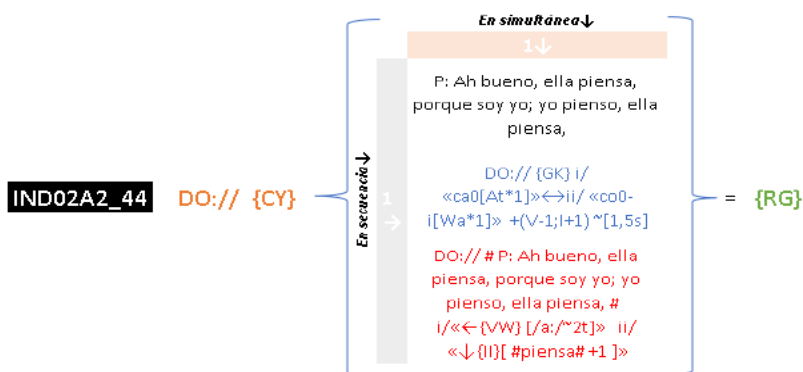 En simultánea↓
1↓
P: Ah bueno, ella piensa,
porque soy yo; yo pienso, ella
piensa,
En secuencia↓
1
→
IND02A2_44 DO:// {CY}
DO:// {GK} i/
«ca0[At*1]»↔ii/ «co0-
i[Wa*1]» +(V-1;I+1)~[1,5s]
= {RG}
DO:// # P: Ah bueno, ella
piensa, porque soy yo; yo
pienso, ella piensa, #
i/«←{VW} [/a:/~2t]» ii/
«↓{II}[ #piensa# +1 ]»